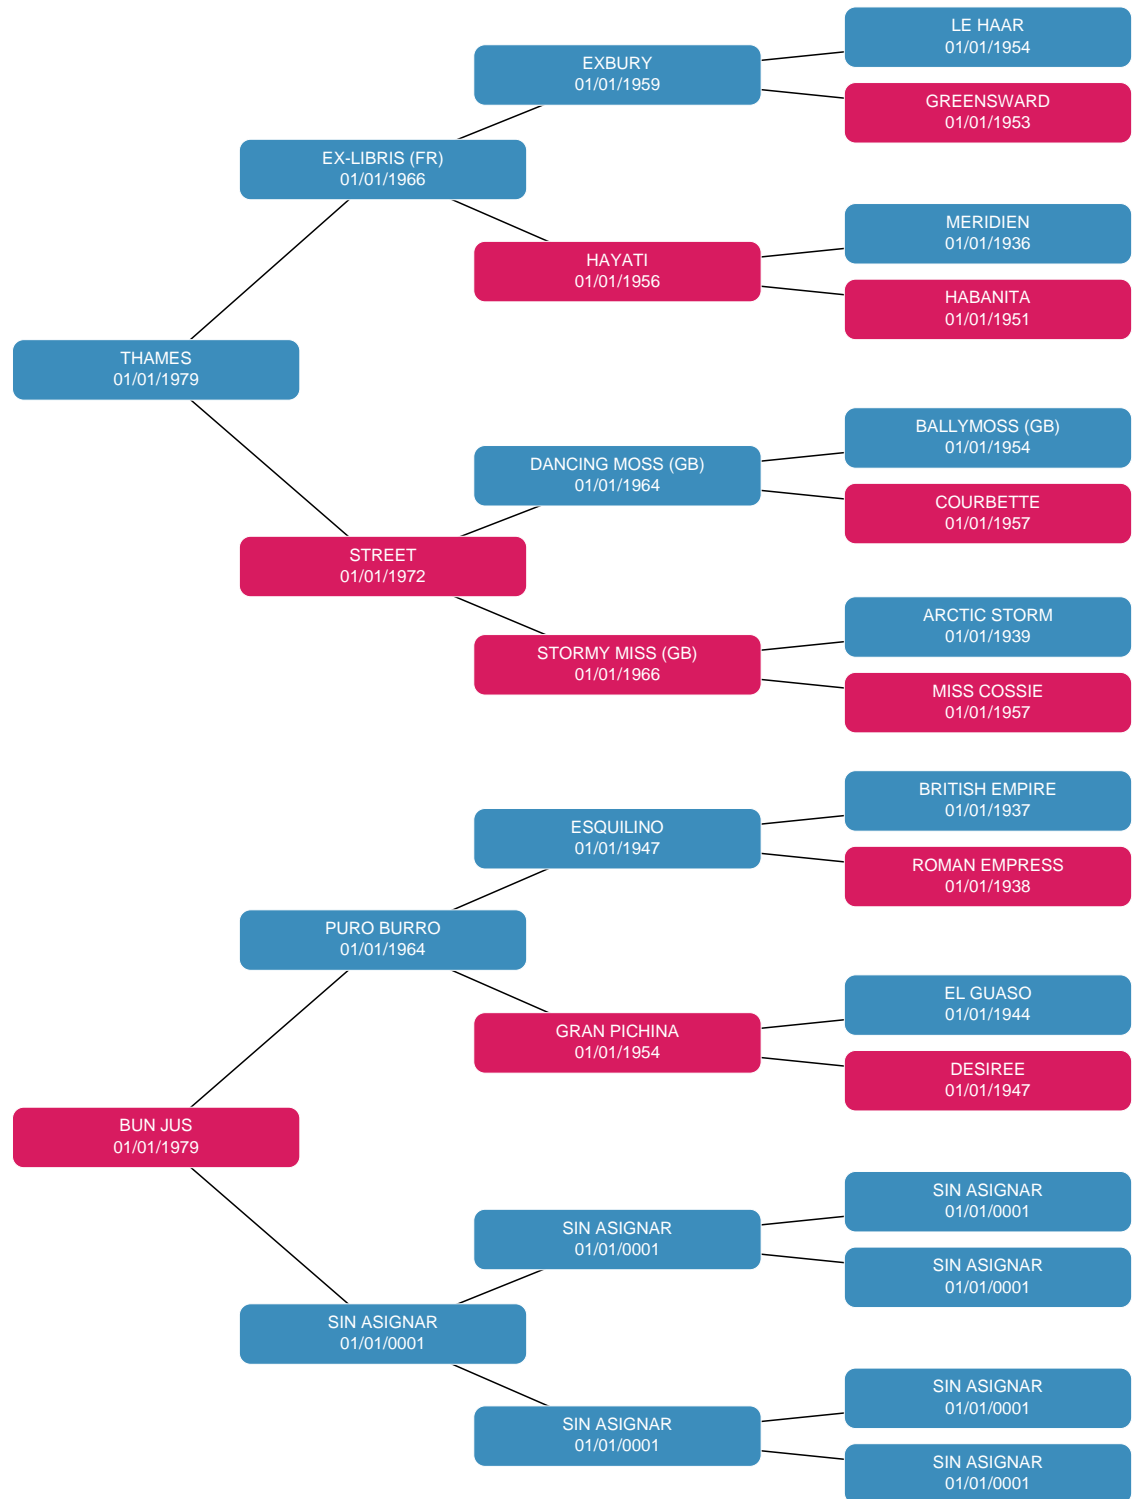 LE HAAR
01/01/1954
EXBURY
01/01/1959
GREENSWARD
01/01/1953
EX-LIBRIS (FR)
01/01/1966
MERIDIEN
01/01/1936
HAYATI
01/01/1956
HABANITA
01/01/1951
THAMES
01/01/1979
BALLYMOSS (GB)
01/01/1954
DANCING MOSS (GB)
01/01/1964
COURBETTE
01/01/1957
STREET
01/01/1972
ARCTIC STORM
01/01/1939
STORMY MISS (GB)
01/01/1966
MISS COSSIE
01/01/1957
BRITISH EMPIRE
01/01/1937
ESQUILINO
01/01/1947
ROMAN EMPRESS
01/01/1938
PURO BURRO
01/01/1964
EL GUASO
01/01/1944
GRAN PICHINA
01/01/1954
DESIREE
01/01/1947
BUN JUS
01/01/1979
SIN ASIGNAR
01/01/0001
SIN ASIGNAR
01/01/0001
SIN ASIGNAR
01/01/0001
SIN ASIGNAR
01/01/0001
SIN ASIGNAR
01/01/0001
SIN ASIGNAR
01/01/0001
SIN ASIGNAR
01/01/0001